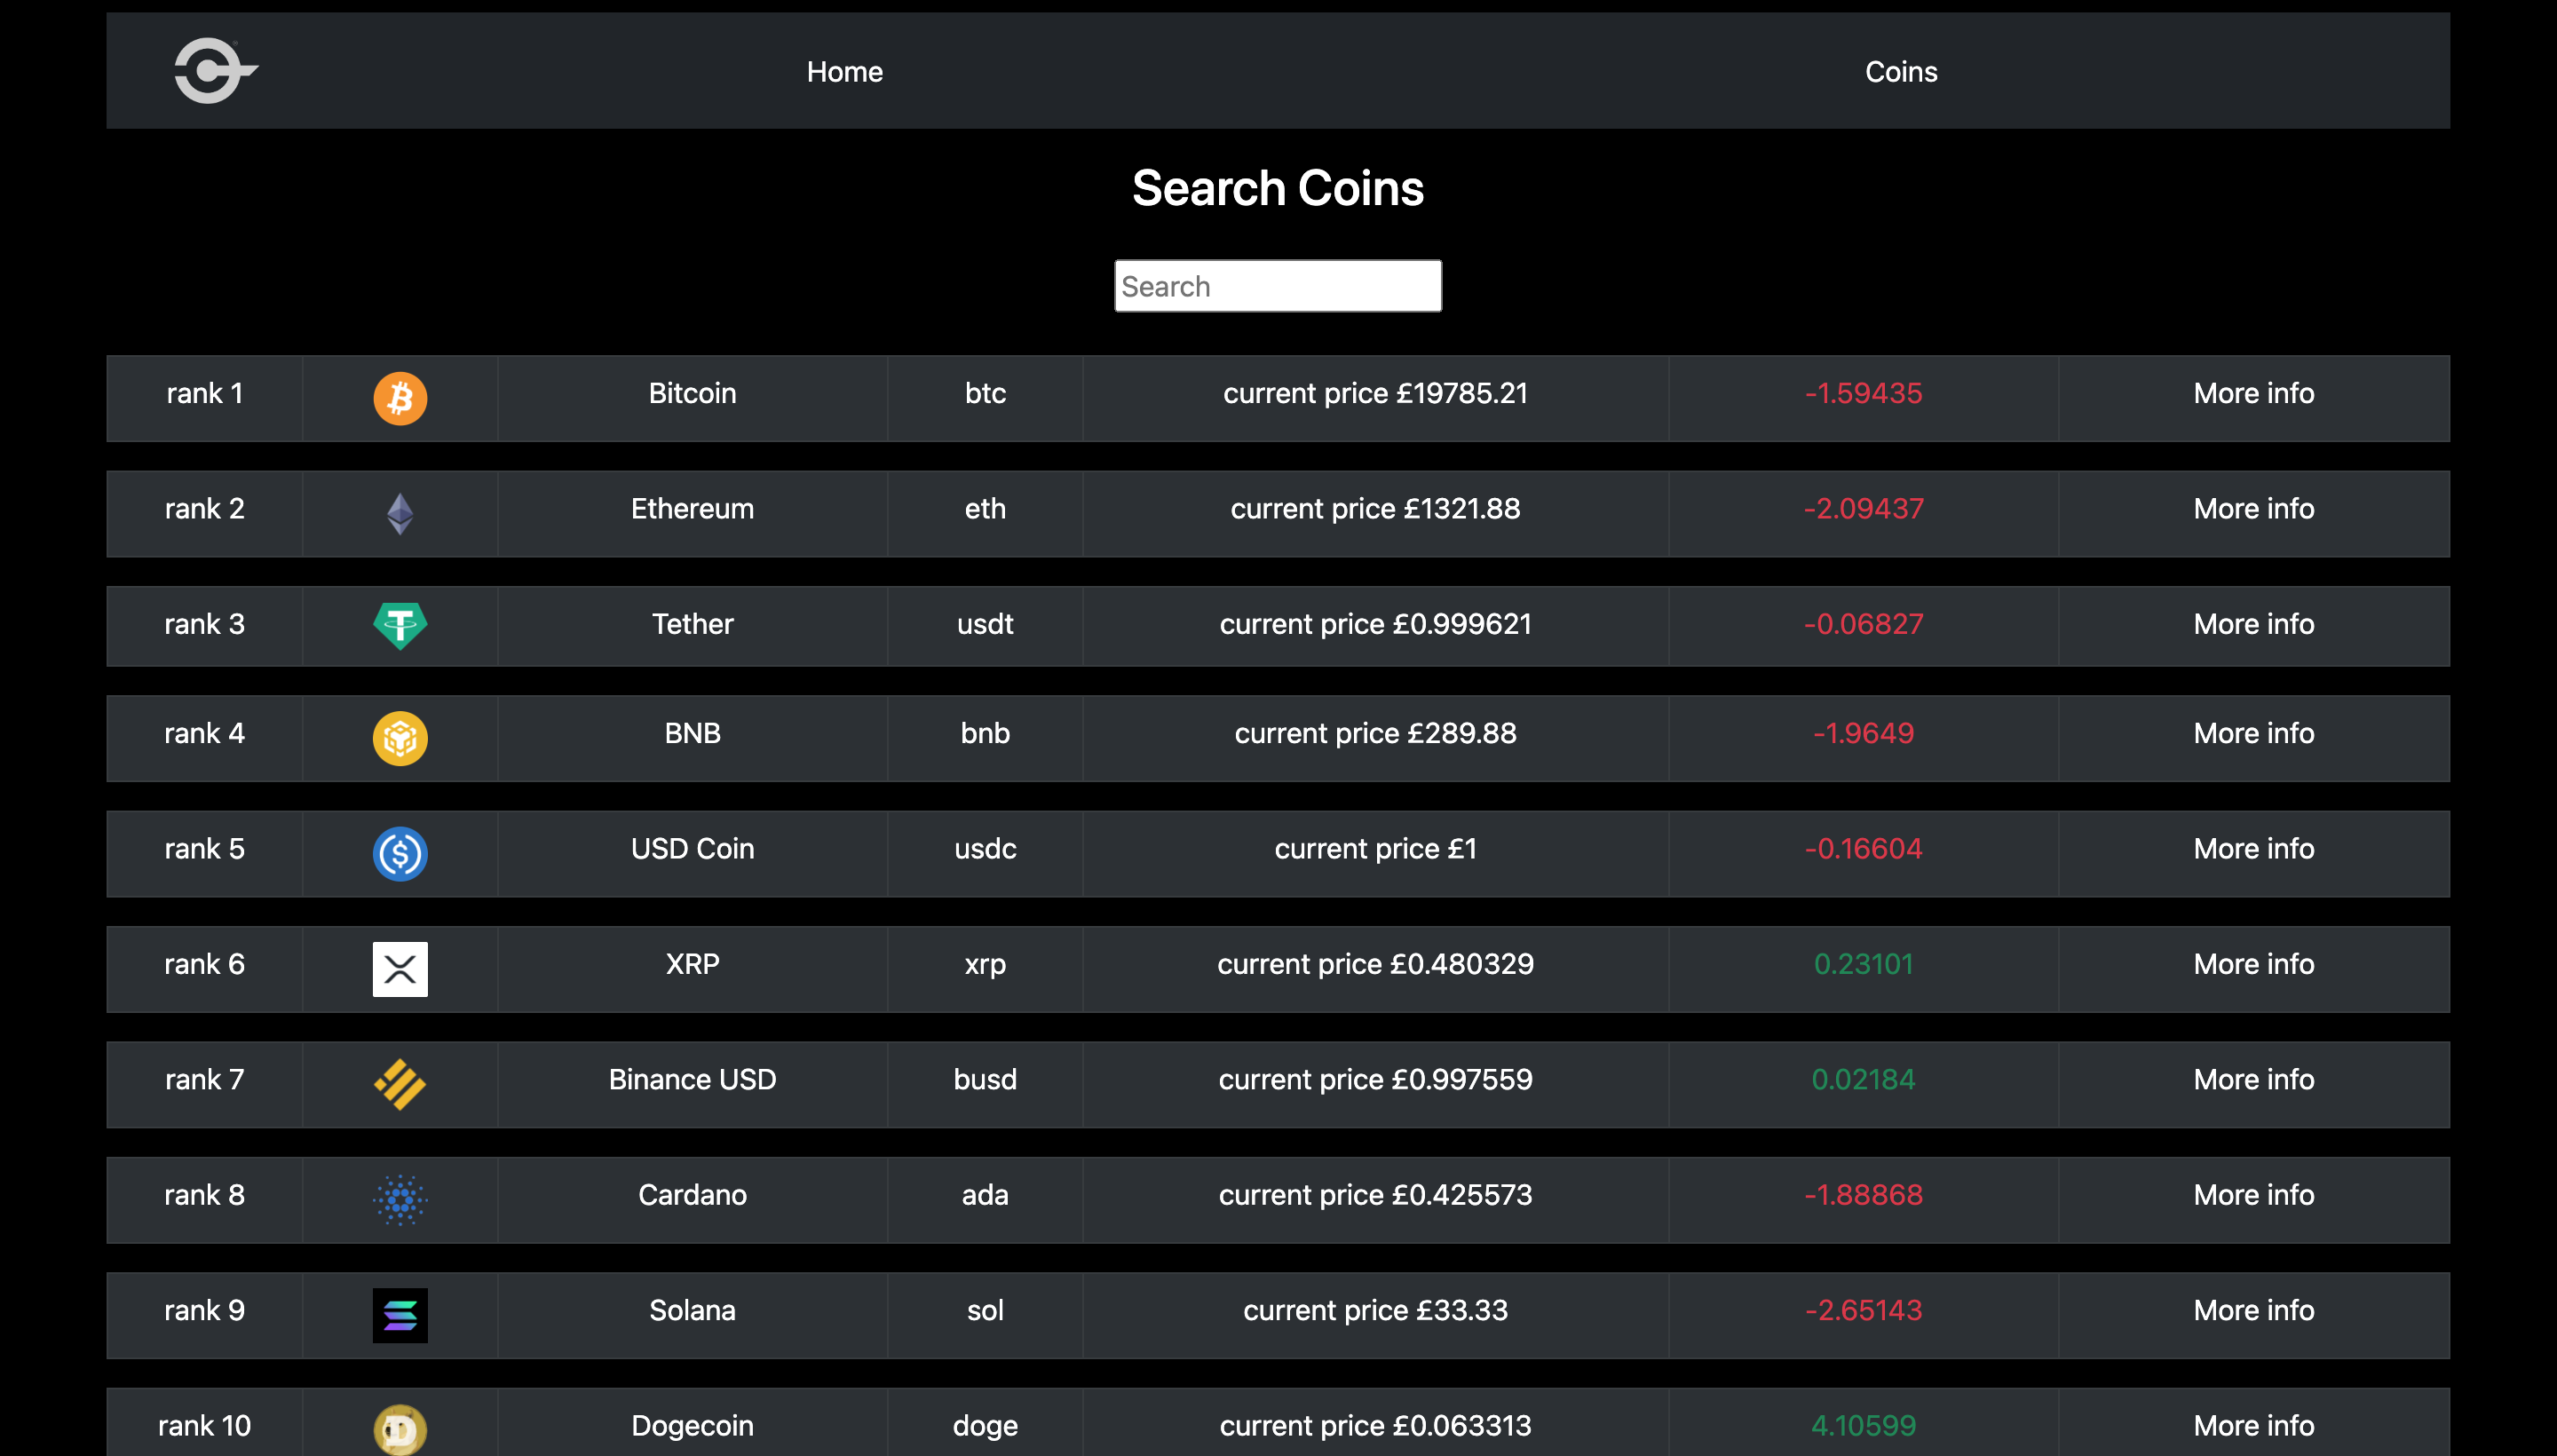 Home Coins
Search Coins
Search
rank 1 Bitcoin btc current price £19785.21 -1.59435 More info
rank 2 Ethereum eth current price £1321.88 -2.09437 More info
rank 3 Tether usdt current price £0.999621 -0.06827 More info
rank 4 BNB bnb current price £289.88 -1.9649 More info
rank 5 USD Coin usdc current price £1 -0.16604 More info
rank 6 XRP xrp current price £0.480329 0.23101 More info
rank 7 Binance USD busd current price £0.997559 0.02184 More info
rank 8 Cardano ada current price £0.425573 -1.88868 More info
rank 9 Solana sol current price £33.33 -2.65143 More info
rank 10 Dogecoin doge current price £0.063313 4.10599 More info